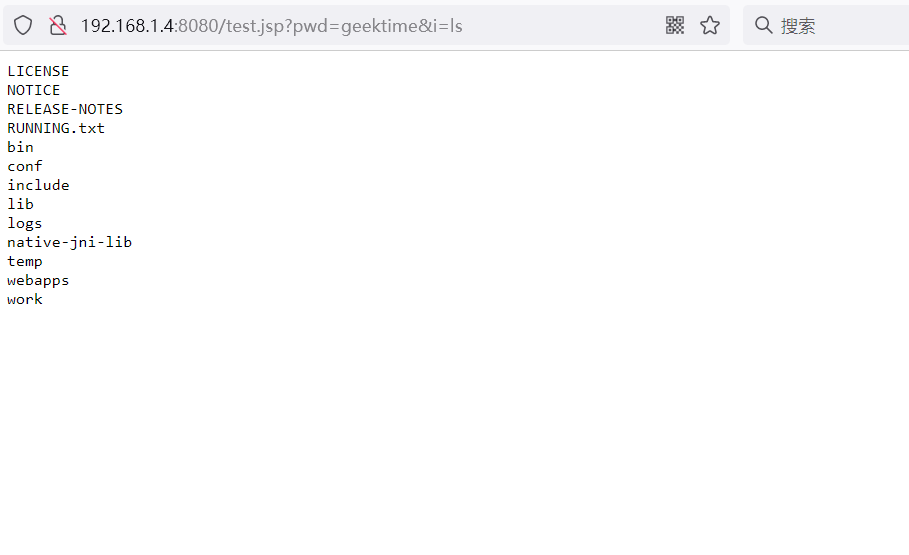 192.168.1.4:8080/test.jsp?pwd=geektime&i=ls
搜索
LICENSE
NOTICE
RELEASE-NOTES
RUNNING.txt
bin
conf
include
lib
logs
native-jni-lib
temp
webapps
work